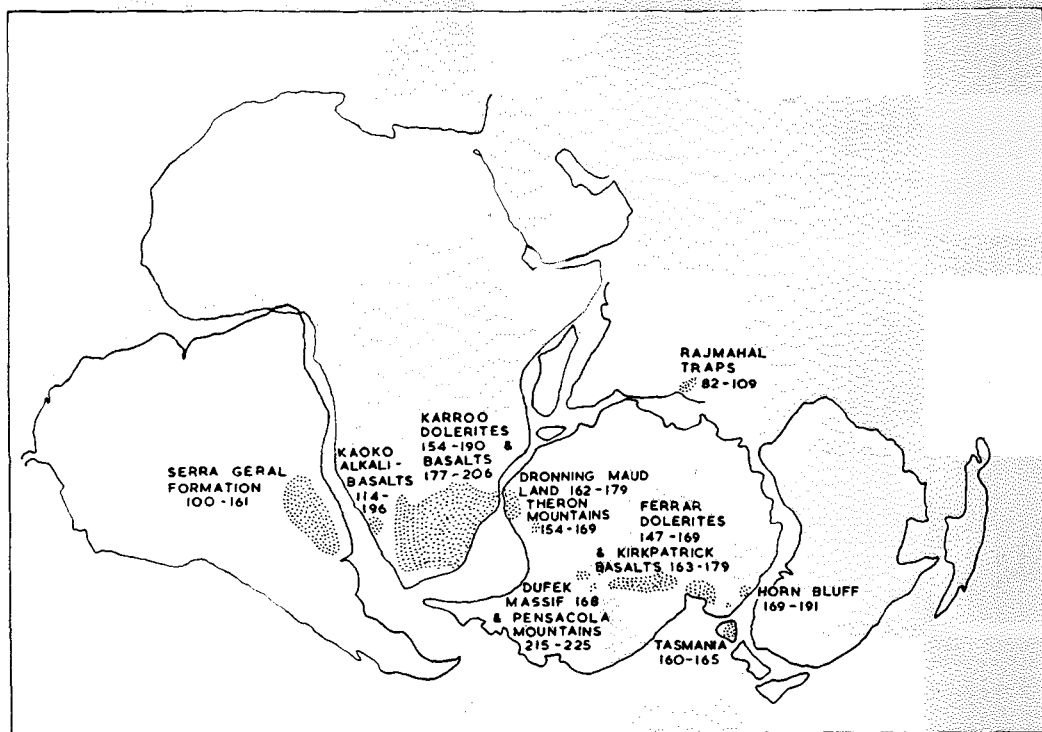 RAJMAHAL
TRAPS
82-109
KARROO
DOLERITES
154-190 &
BASALTS
177-206
KAOKO
ALKALI-
BASALTS
114-
196
SERRA GERAL
FORMATION
100-161
DRONNING MAUD
LAND 162-179
THERON
MOUNTAINS
154-169
FERRAR
DOLERITES
147-169
& KIRKPATRICK
BASALTS 163-179
DUFEK
MASSIF 168
& PENSACOLA
MOUNTAINS
215-225
HORN BLUFF
169-191
TASMANIA
160-165